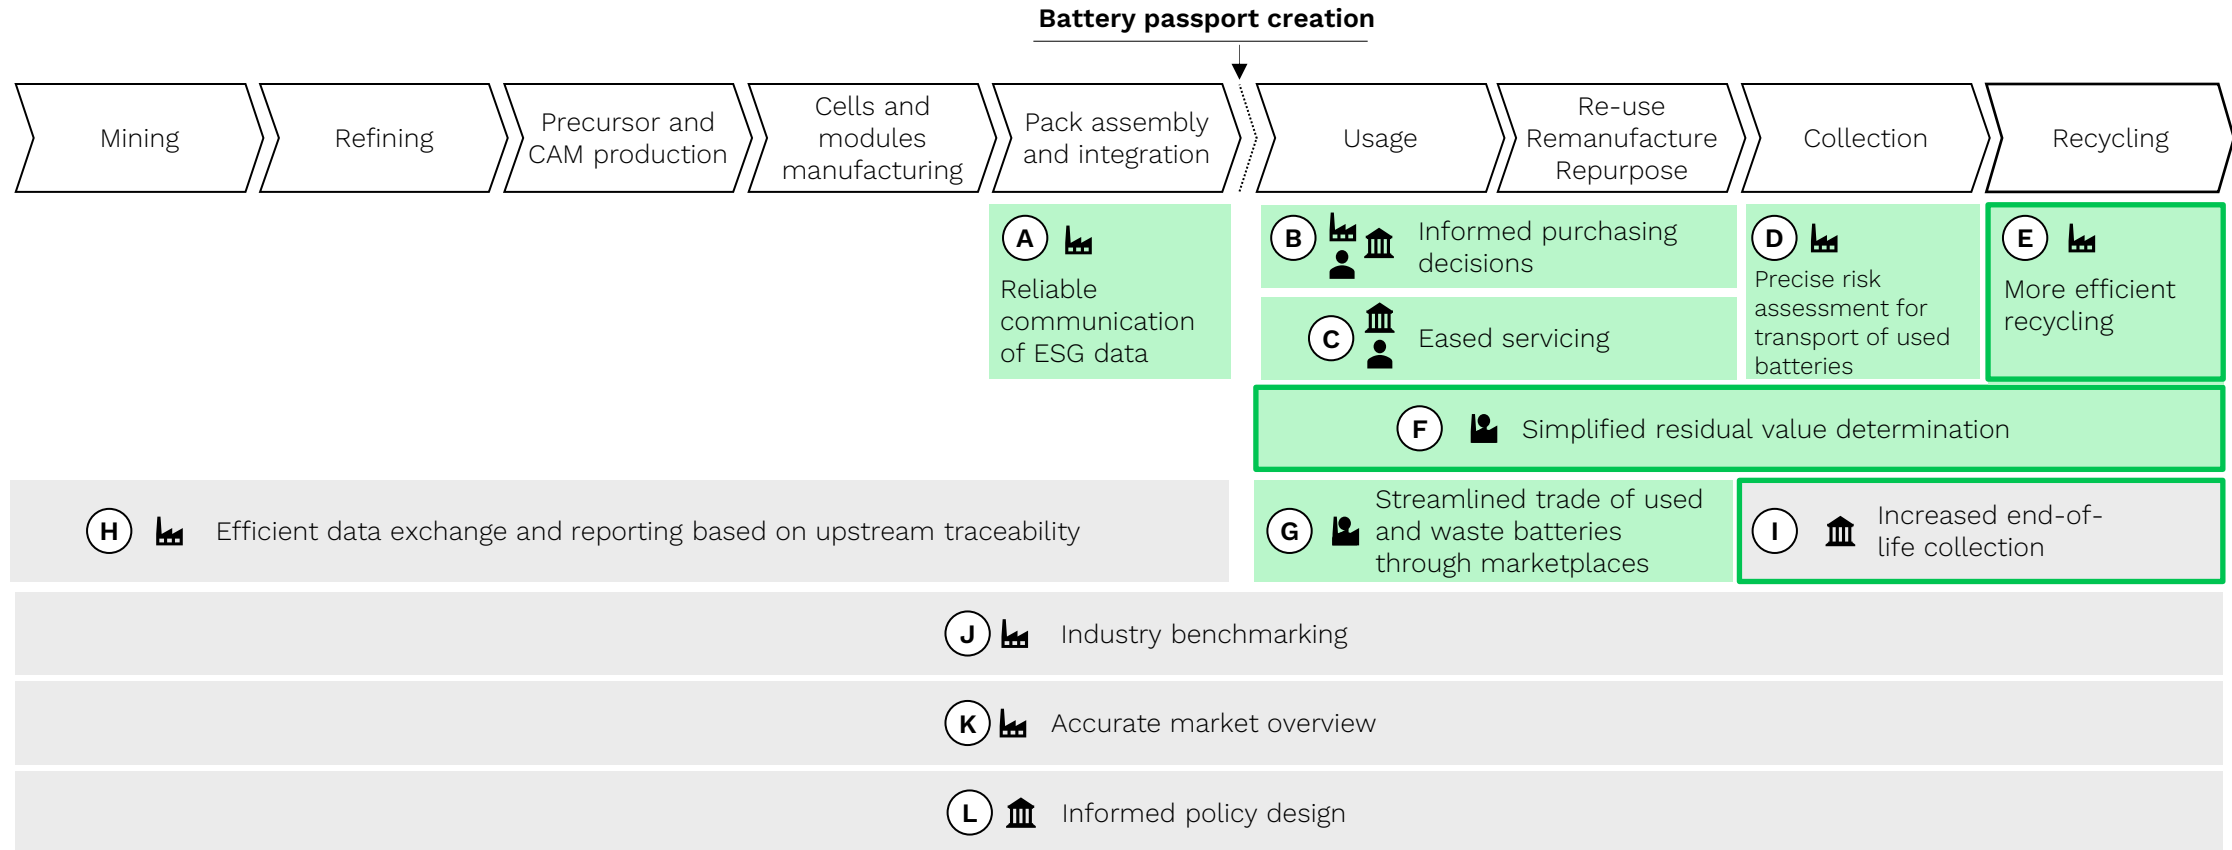 Battery passport creation
Mining
Refining
Precursor and
CAM production
Cells and
modules
manufacturing
Pack assembly
and integration
Usage
Re-use
Remanufacture
Repurpose
Collection
Recycling
A
Reliable
communication
of ESG data
B
Informed purchasing
decisions
C
Eased servicing
D
Precise risk
assessment for
transport of used
batteries
E
More efficient
recycling
F
Simplified residual value determination
H
Efficient data exchange and reporting based on upstream traceability
G
Streamlined trade of used
and waste batteries
through marketplaces
I
Increased end-of-
life collection
J
Industry benchmarking
K
Accurate market overview
L
Informed policy design